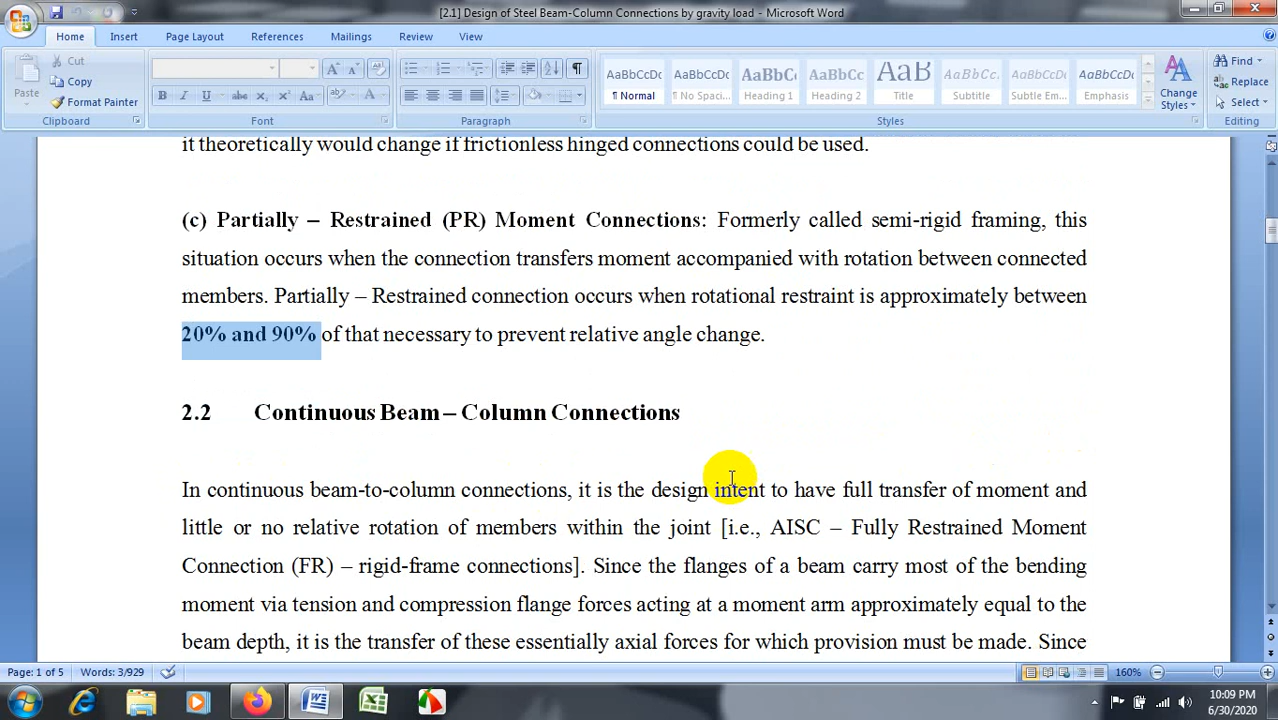 [2.1] Design of Steel Beam-Column Connections by gravity load - Microsoft Word
Home Insert Page Layout References Mailings Review View
Paste
Cut
Copy
Format Painter
Clipboard
B I U abc x₂ x² Aa
Font
Paragraph
AaBbCcDc AaBbCcDc AaBbCc AaBbCc AaB AaBbCc. AaBbCcDc AaBbCcDc
¶ Normal ¶ No Spaci... Heading 1 Heading 2 Title Subtitle Subtle Em... Emphasis
Change Styles
Styles
Find
Replace
Select
Editing
it theoretically would change if frictionless hinged connections could be used.
(c) Partially – Restrained (PR) Moment Connections: Formerly called semi-rigid framing, this
situation occurs when the connection transfers moment accompanied with rotation between connected
members. Partially – Restrained connection occurs when rotational restraint is approximately between
20% and 90% of that necessary to prevent relative angle change.
2.2 Continuous Beam – Column Connections
In continuous beam-to-column connections, it is the design intent to have full transfer of moment and
little or no relative rotation of members within the joint [i.e., AISC – Fully Restrained Moment
Connection (FR) – rigid-frame connections]. Since the flanges of a beam carry most of the bending
moment via tension and compression flange forces acting at a moment arm approximately equal to the
beam depth, it is the transfer of these essentially axial forces for which provision must be made. Since
Page: 1 of 5 Words: 3/929 160%
10:09 PM
6/30/2020